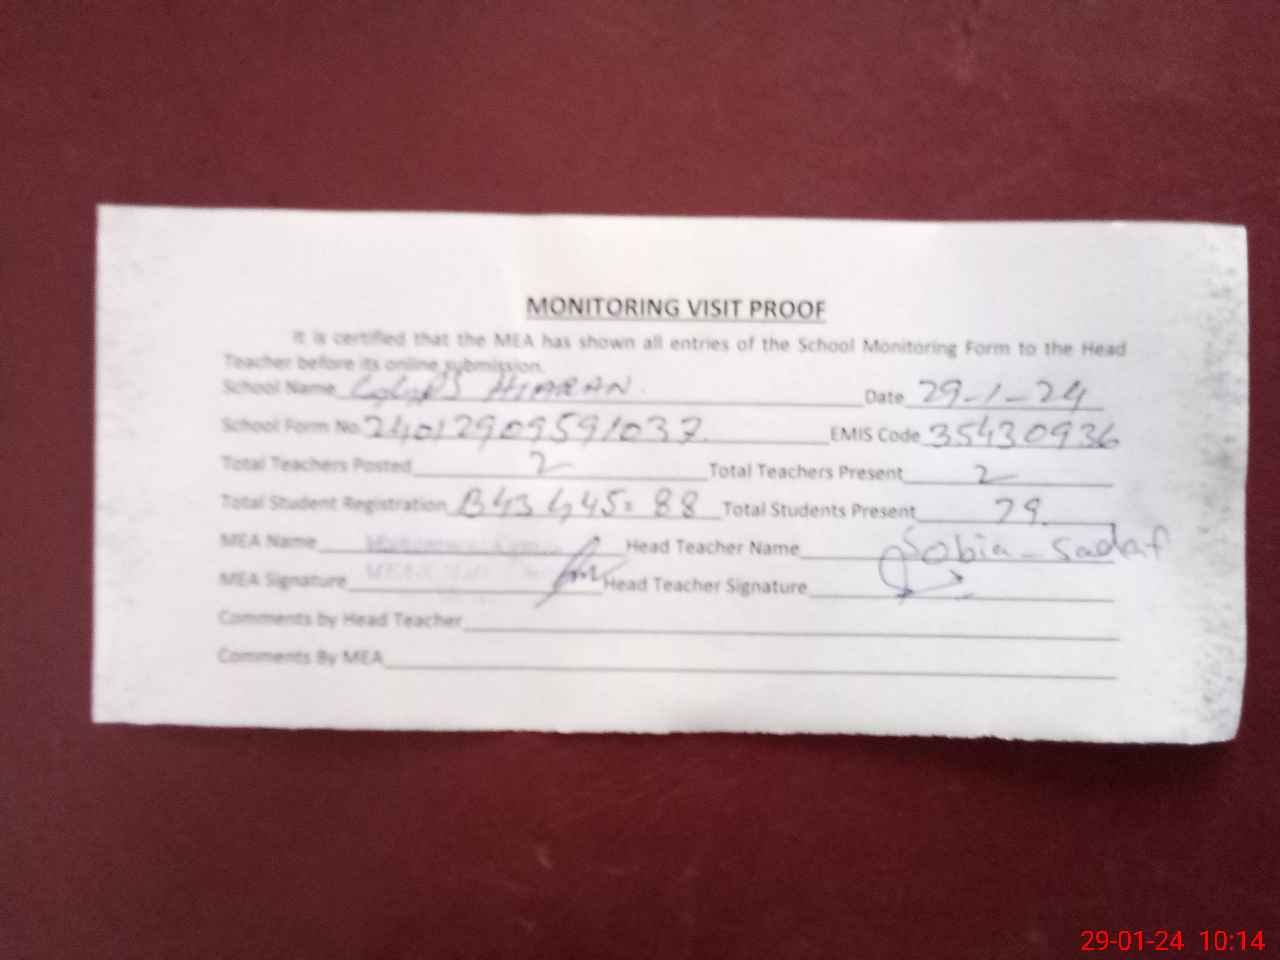 MONITORING VISIT PROOF
It is certified that the MEA has shown all entries of the School Monitoring Form to the Head
Teacher before its online submission.
School Name HIARAN. Date 29-1-24
School Form No 24012909591037. EMIS Code 35430936
Total Teachers Posted 2 Total Teachers Present 2
Total Student Registration B43 G45= 88 Total Students Present 79
MEA Name Head Teacher Name Sobia-Sadaf
MEA Signature Head Teacher Signature
Comments by Head Teacher
Comments By MEA
29-01-24 10:14